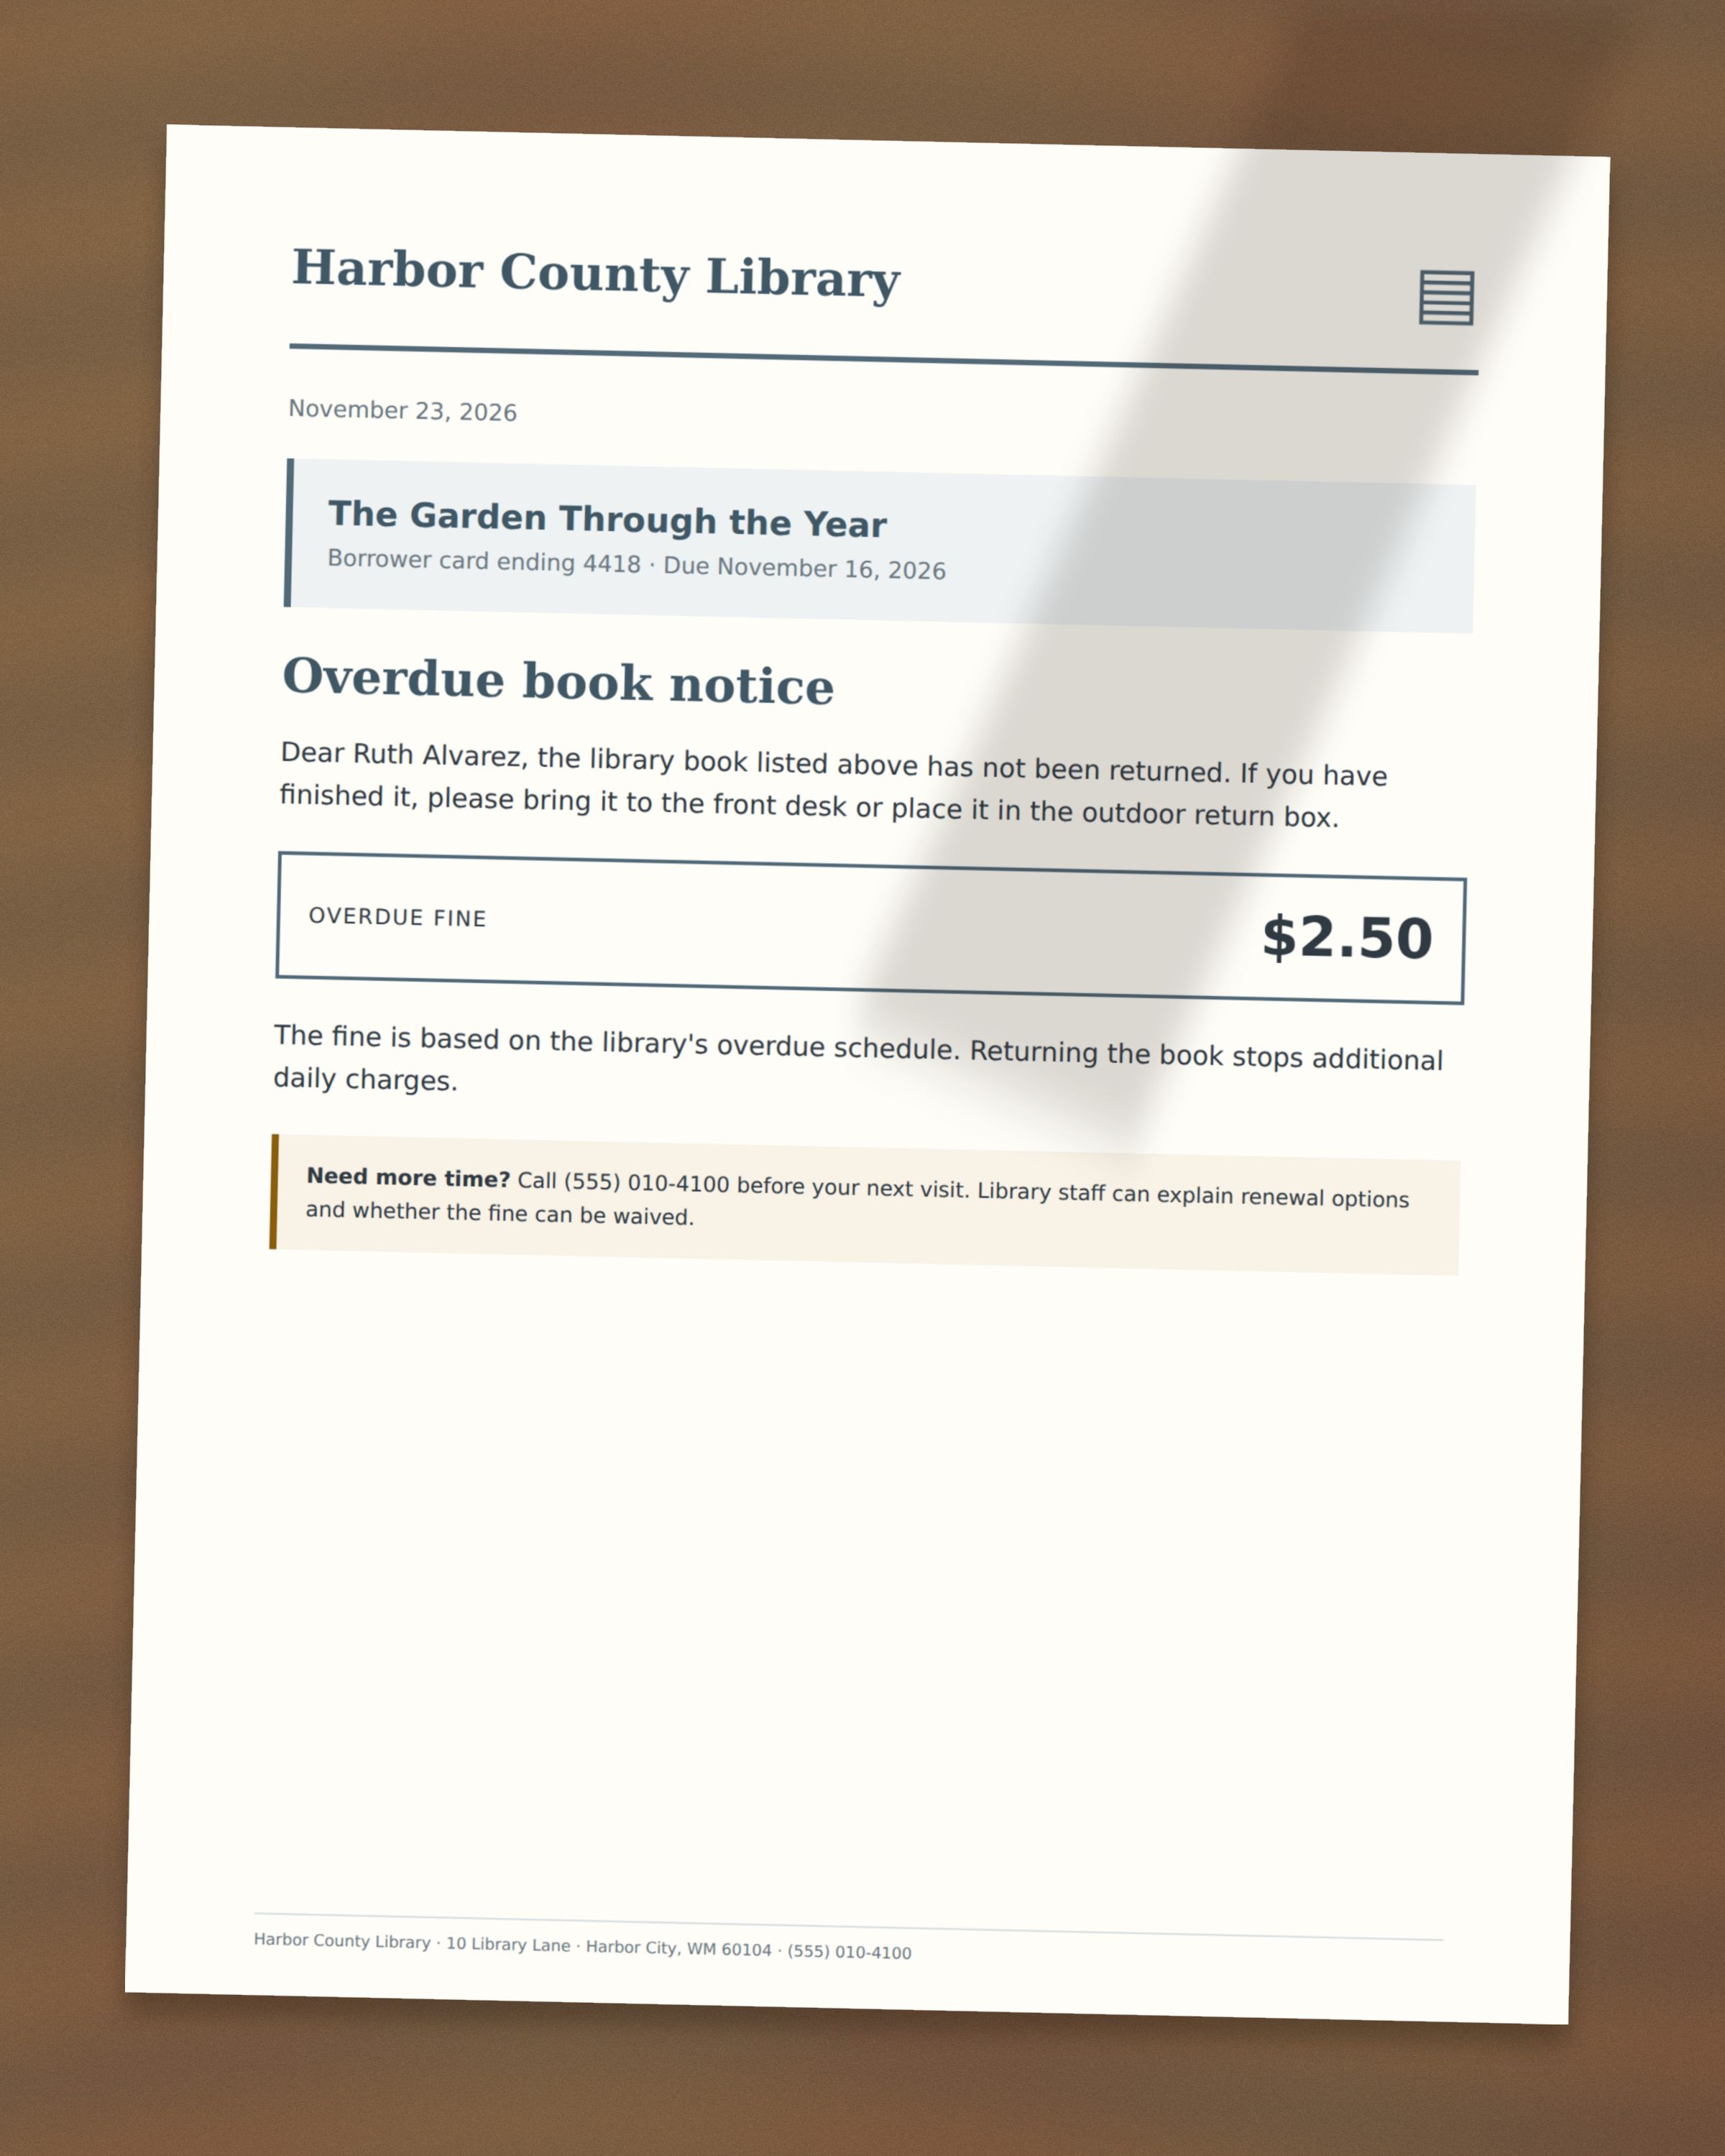 Harbor County Library
November 23, 2026
The Garden Through the Year
Borrower card ending 4418 · Due November 16, 2026
Overdue book notice
Dear Ruth Alvarez, the library book listed above has not been returned. If you have
finished it, please bring it to the front desk or place it in the outdoor return box.
OVERDUE FINE $2.50
The fine is based on the library's overdue schedule. Returning the book stops additional
daily charges.
Need more time? Call (555) 010-4100 before your next visit. Library staff can explain renewal options
and whether the fine can be waived.
Harbor County Library · 10 Library Lane · Harbor City, WM 60104 · (555) 010-4100